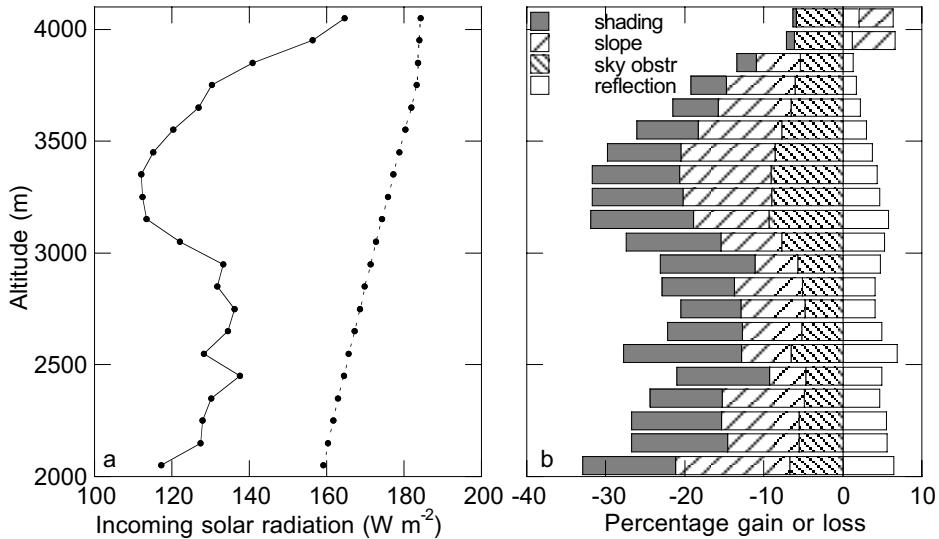 4000
3500
3000
2500
2000
Altitude (m)
a
100 120 140 160 180 200
Incoming solar radiation (W m-2)
shading
slope
sky obstr
reflection
b
-40 -30 -20 -10 0 10
Percentage gain or loss